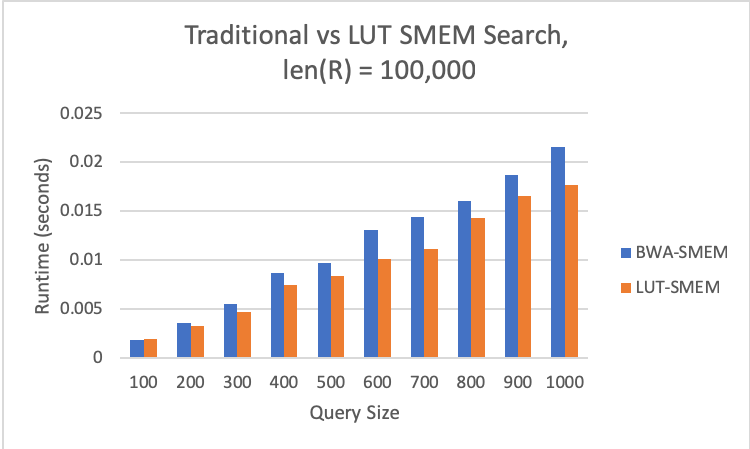 Traditional vs LUT SMEM Search,
len(R) = 100,000
0.025
0.02
0.015
0.01
0.005
0
Runtime (seconds)
100 200 300 400 500 600 700 800 900 1000
Query Size
BWA-SMEM
LUT-SMEM